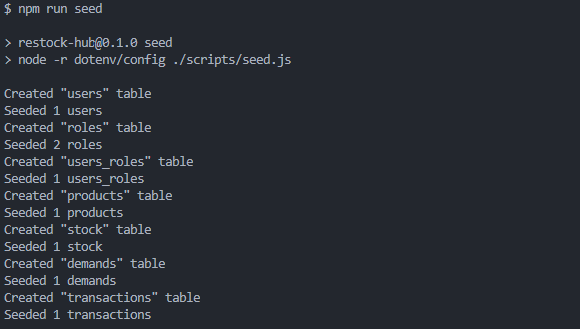 $ npm run seed
> restock-hub@0.1.0 seed
> node -r dotenv/config ./scripts/seed.js
Created "users" table
Seeded 1 users
Created "roles" table
Seeded 2 roles
Created "users_roles" table
Seeded 1 users_roles
Created "products" table
Seeded 1 products
Created "stock" table
Seeded 1 stock
Created "demands" table
Seeded 1 demands
Created "transactions" table
Seeded 1 transactions